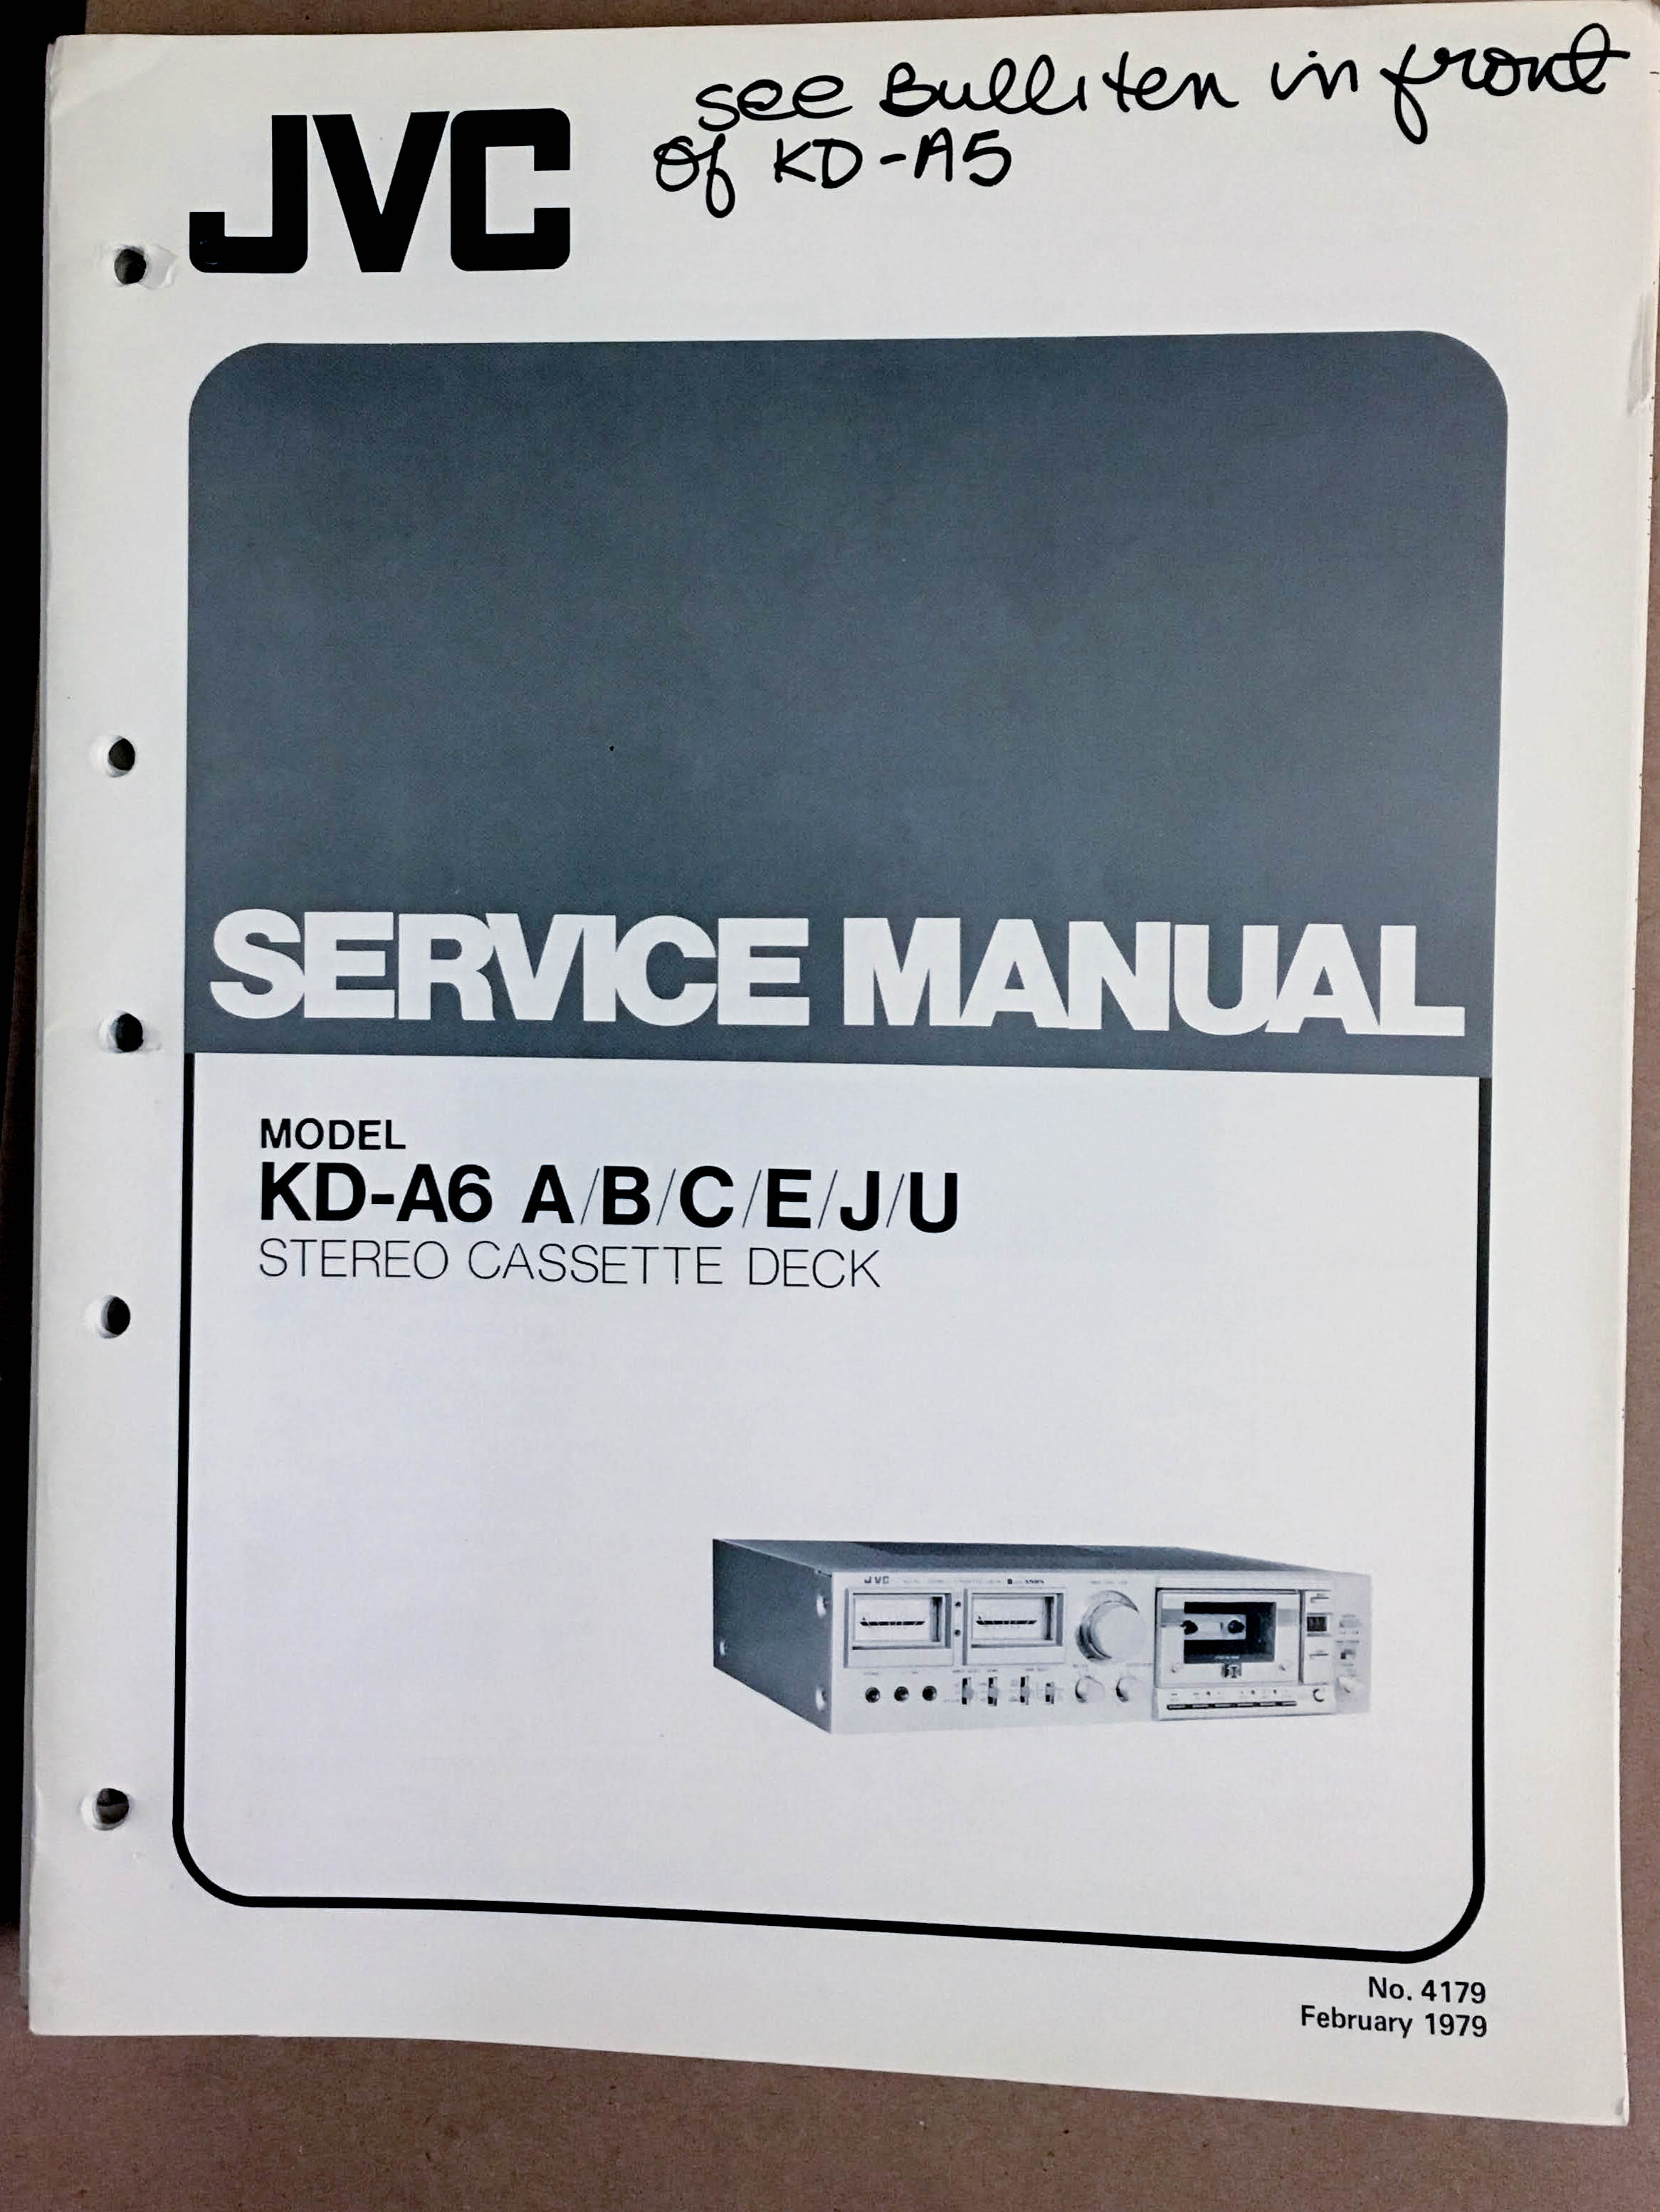 see Bulliten in front
of KD-A5
JVC
SERVICE MANUAL
MODEL
KD-A6 A/B/C/E/J/U
STEREO CASSETTE DECK
JVC
No. 4179
February 1979